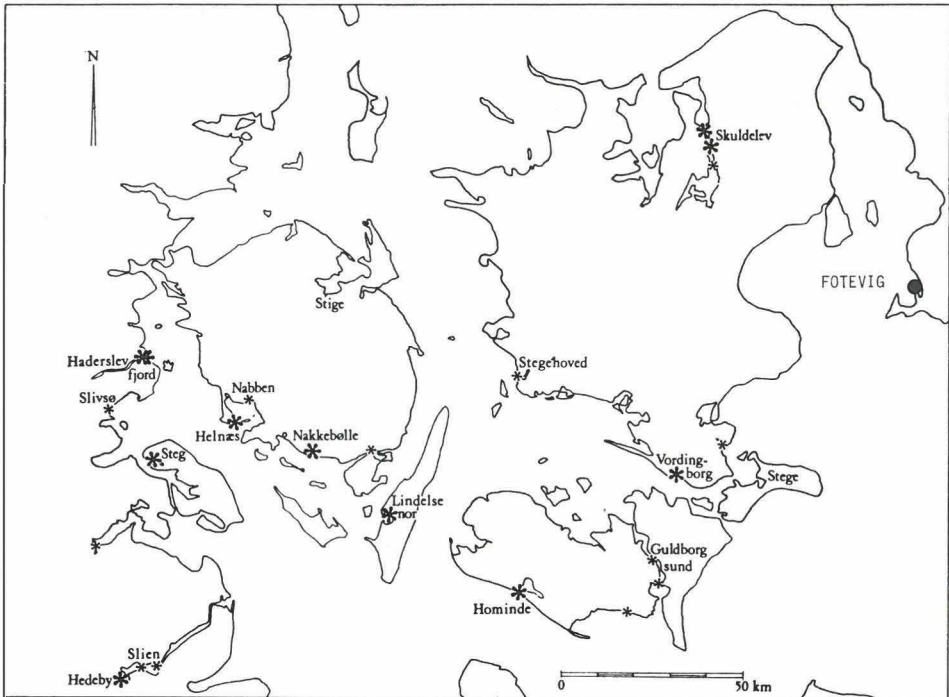 N
Skuldelev
FOTEVIG
Stige
Haderslev
fjord
Stegehoved
Slivsø
Nabben
Helnæs
Nakkebølle
Steg
Vording-
borg
Stege
Lindelse
nor
Guldborg
sund
Hominde
Slien
Hedeby
0
50 km